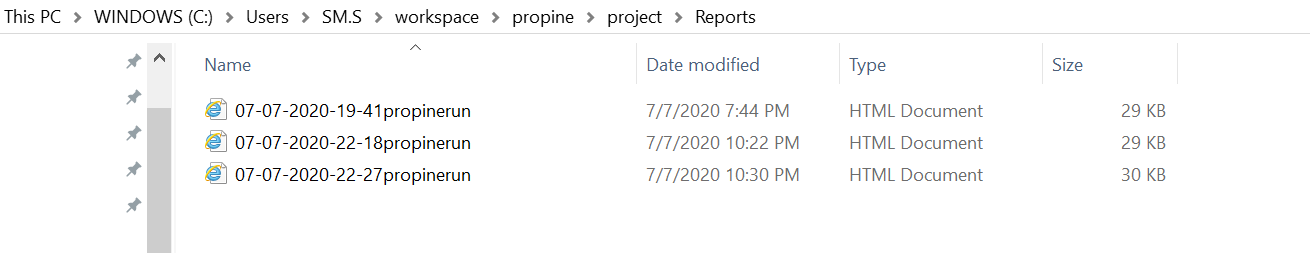 This PC > WINDOWS (C:) > Users > SM.S > workspace > propine > project > Reports
Name Date modified Type Size
07-07-2020-19-41propinerun 7/7/2020 7:44 PM HTML Document 29 KB
07-07-2020-22-18propinerun 7/7/2020 10:22 PM HTML Document 29 KB
07-07-2020-22-27propinerun 7/7/2020 10:30 PM HTML Document 30 KB